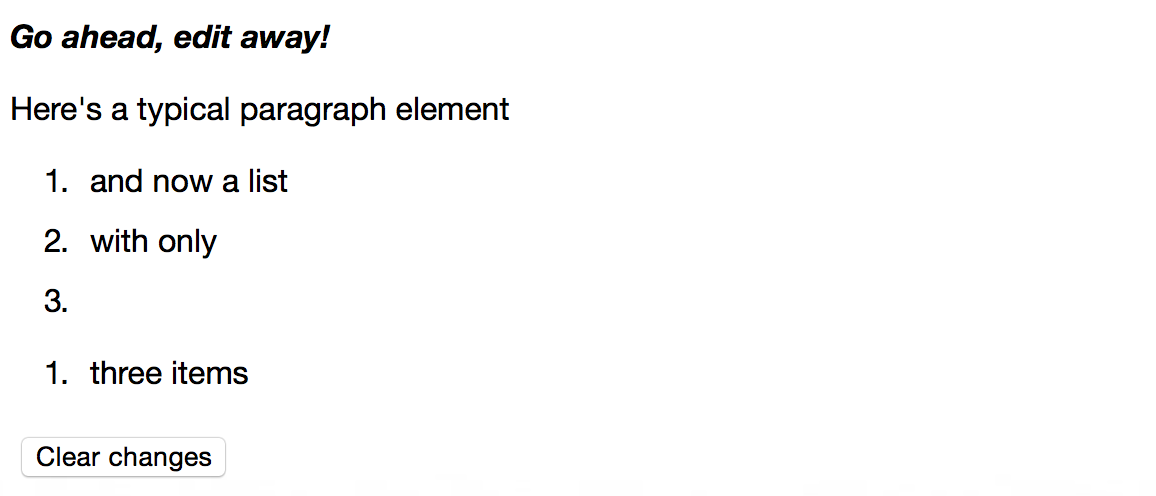 Go ahead, edit away!
Here's a typical paragraph element
1. and now a list
2. with only
3.
1. three items
Clear changes